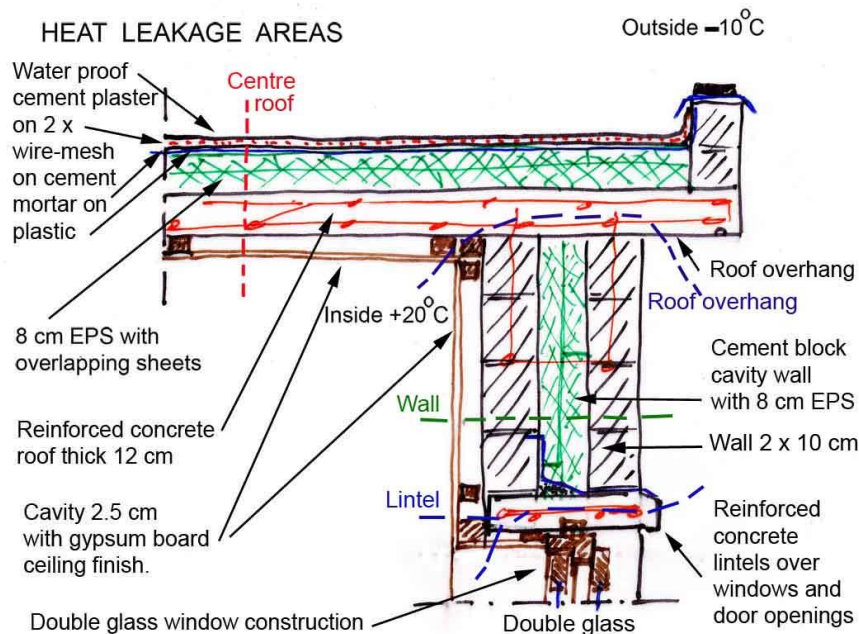 HEAT LEAKAGE AREAS
Outside –10°C
Water proof
cement plaster
on 2 x
wire-mesh
on cement
mortar on
plastic
Centre
roof
Roof overhang
Roof overhang
Inside +20°C
8 cm EPS with
overlapping sheets
Cement block
cavity wall
with 8 cm EPS
Wall
Wall 2 x 10 cm
Reinforced concrete
roof thick 12 cm
Lintel
Cavity 2.5 cm
with gypsum board
ceiling finish.
Reinforced
concrete
lintels over
windows and
door openings
Double glass window construction
Double glass